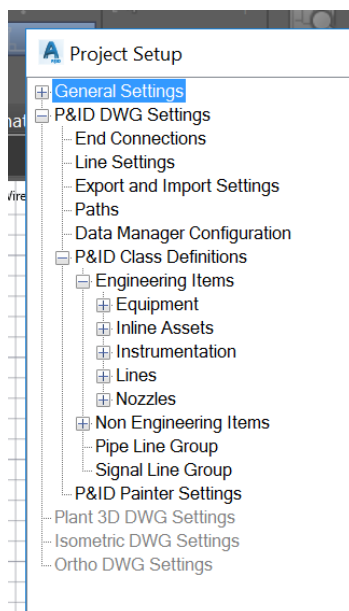 Project Setup
General Settings
P&ID DWG Settings
End Connections
Line Settings
Export and Import Settings
Paths
Data Manager Configuration
P&ID Class Definitions
Engineering Items
Equipment
Inline Assets
Instrumentation
Lines
Nozzles
Non Engineering Items
Pipe Line Group
Signal Line Group
P&ID Painter Settings
Plant 3D DWG Settings
Isometric DWG Settings
Ortho DWG Settings